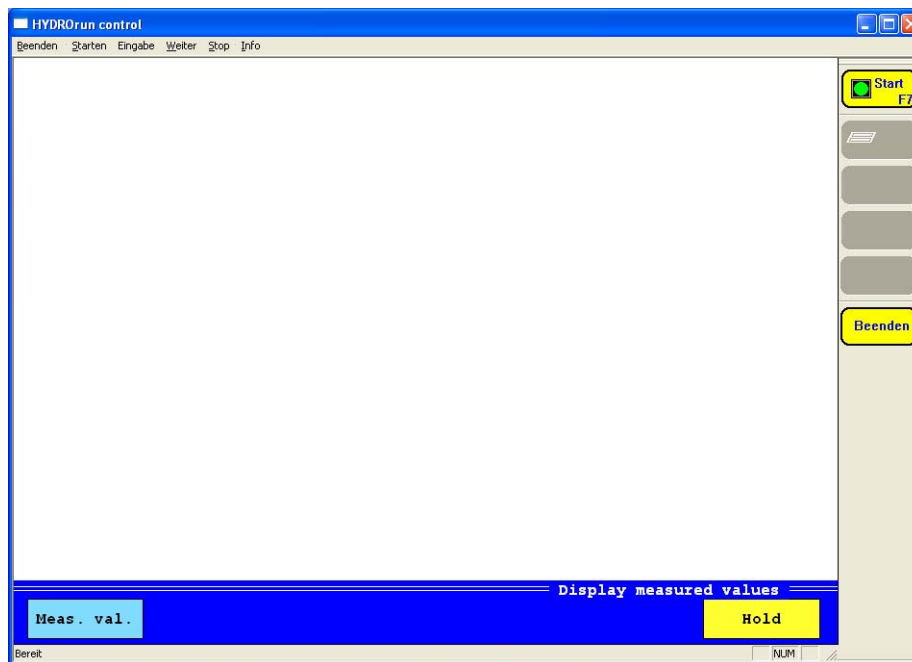 HYDROrun control
Beenden Starten Eingabe Weiter Stop Info
Start
F7
Beenden
Display measured values
Meas. val.
Hold
Bereit
NUM